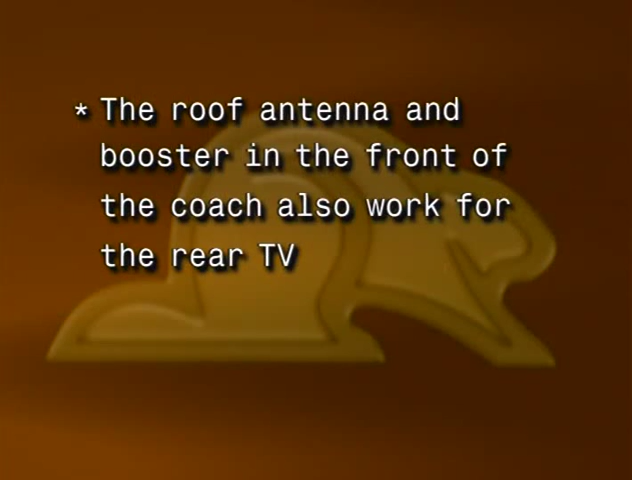 * The roof antenna and
booster in the front of
the coach also work for
the rear TV